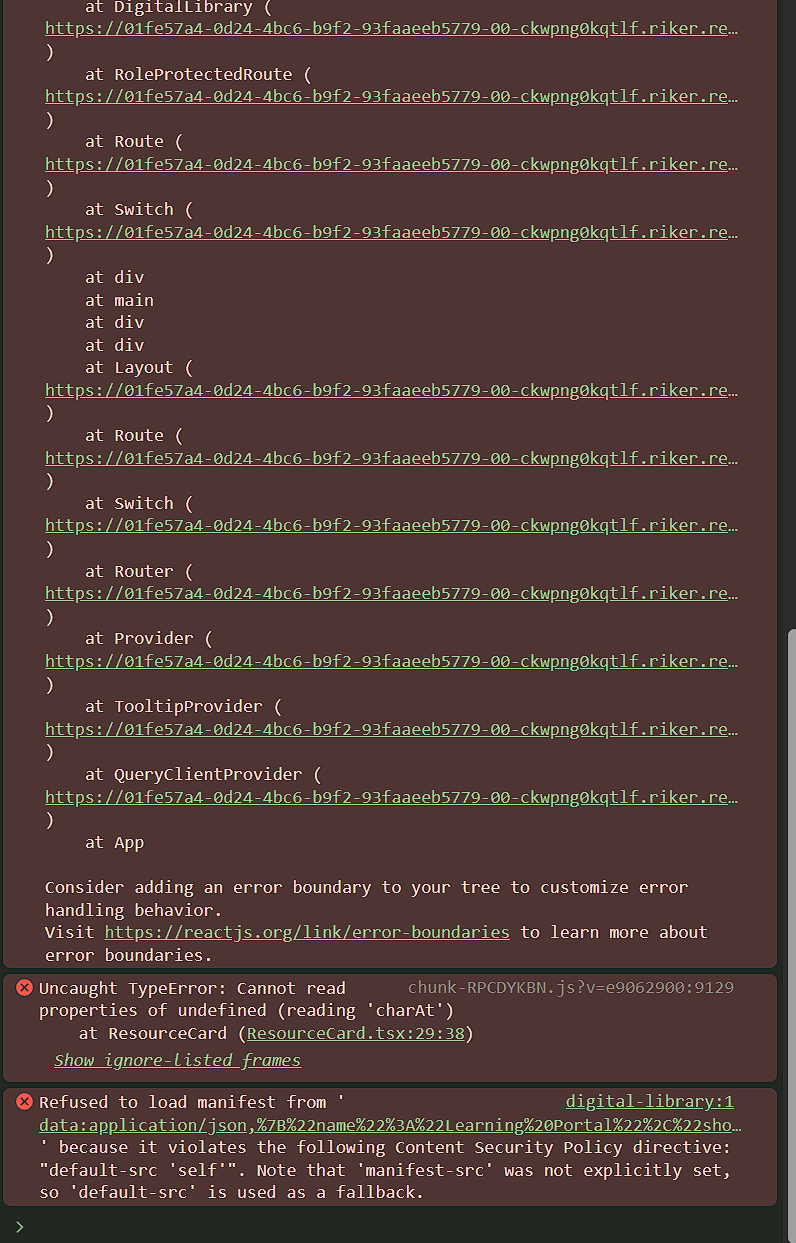 at DigitalLibrary (
https://01fe57a4-0d24-4bc6-b9f2-93faaeeb5779-00-ckwpng0kqtlf.riker.re…
)
at RoleProtectedRoute (
https://01fe57a4-0d24-4bc6-b9f2-93faaeeb5779-00-ckwpng0kqtlf.riker.re…
)
at Route (
https://01fe57a4-0d24-4bc6-b9f2-93faaeeb5779-00-ckwpng0kqtlf.riker.re…
)
at Switch (
https://01fe57a4-0d24-4bc6-b9f2-93faaeeb5779-00-ckwpng0kqtlf.riker.re…
)
at div
at main
at div
at div
at Layout (
https://01fe57a4-0d24-4bc6-b9f2-93faaeeb5779-00-ckwpng0kqtlf.riker.re…
)
at Route (
https://01fe57a4-0d24-4bc6-b9f2-93faaeeb5779-00-ckwpng0kqtlf.riker.re…
)
at Switch (
https://01fe57a4-0d24-4bc6-b9f2-93faaeeb5779-00-ckwpng0kqtlf.riker.re…
)
at Router (
https://01fe57a4-0d24-4bc6-b9f2-93faaeeb5779-00-ckwpng0kqtlf.riker.re…
)
at Provider (
https://01fe57a4-0d24-4bc6-b9f2-93faaeeb5779-00-ckwpng0kqtlf.riker.re…
)
at TooltipProvider (
https://01fe57a4-0d24-4bc6-b9f2-93faaeeb5779-00-ckwpng0kqtlf.riker.re…
)
at QueryClientProvider (
https://01fe57a4-0d24-4bc6-b9f2-93faaeeb5779-00-ckwpng0kqtlf.riker.re…
)
at App
Consider adding an error boundary to your tree to customize error
handling behavior.
Visit https://reactjs.org/link/error-boundaries to learn more about
error boundaries.
Uncaught TypeError: Cannot read chunk-RPCDYKBN.js?v=e9062900:9129
properties of undefined (reading 'charAt')
at ResourceCard (ResourceCard.tsx:29:38)
Show ignore-listed frames
Refused to load manifest from ' digital-library:1
data:application/json,%7B%22name%22%3A%22Learning%20Portal%22%2C%22sho…
' because it violates the following Content Security Policy directive:
"default-src 'self'". Note that 'manifest-src' was not explicitly set,
so 'default-src' is used as a fallback.